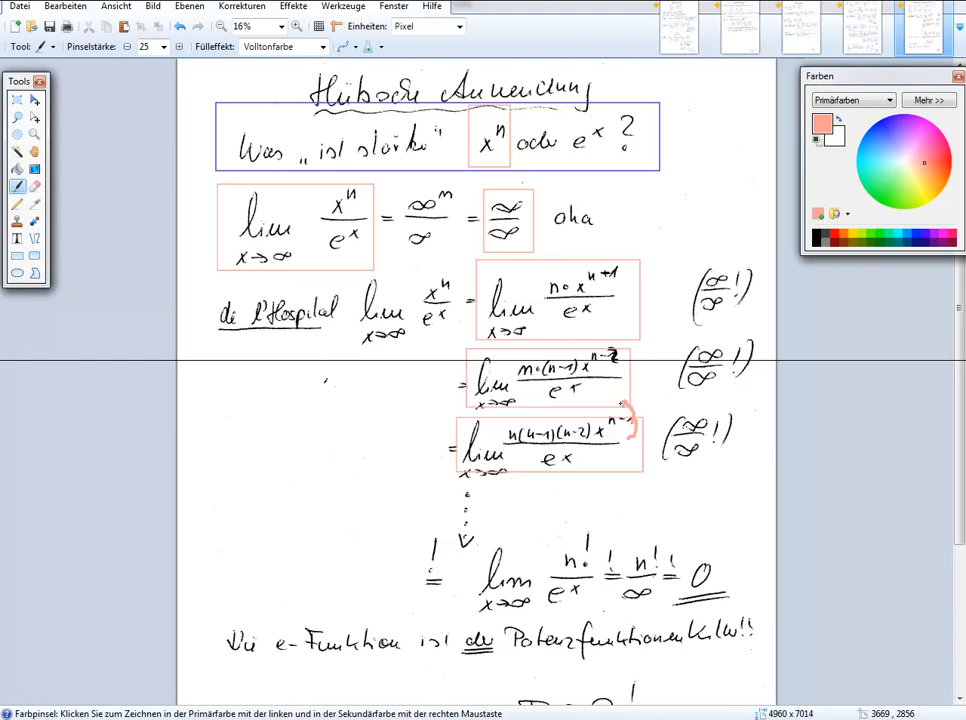 Datei Bearbeiten Ansicht Bild Ebenen Korrekturen Effekte Werkzeuge Fenster Hilfe
16% Einheiten: Pixel
Tool: Pinselstärke: 25 Fülleffekt: Volltonfarbe
Tools
Farben
Primärfarben Mehr >>
Hübsche Anwendung
Was „ist stärker" x^n oder e^x ?
lim x→∞ x^n/e^x = ∞^n/∞ = ∞/∞ oha
de l'Hospital lim x→∞ x^n/e^x = lim x→∞ n·x^(n+1)/e^x (∞/∞ !)
= lim x→∞ n·(n-1)x^(n-2)/e^x (∞/∞ !)
= lim x→∞ n(n-1)(n-2)x^(n-)/e^x (∞/∞ !)
! = lim x→∞ n!/e^x ! = n!/∞ ! = 0
Die e-Funktion ist der Potenzfunktionenkiller!!
Farbpinsel: Klicken Sie zum Zeichnen in der Primärfarbe mit der linken und in der Sekundärfarbe mit der rechten Maustaste 4960 x 7014 3669 , 2856